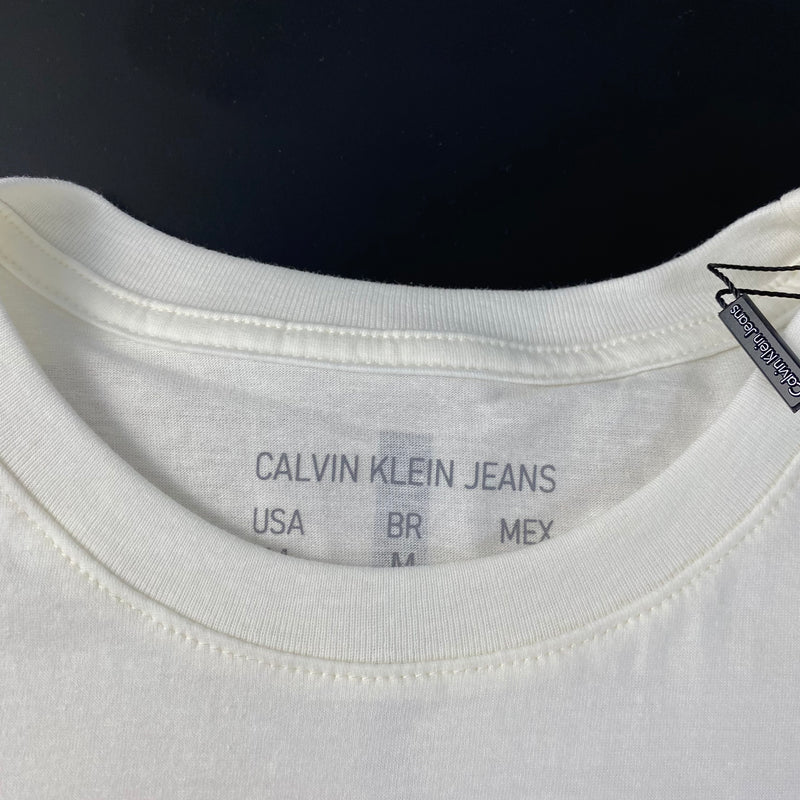 CALVIN KLEIN JEANS
USA BR MEX
M
Calvin Klein Jeans